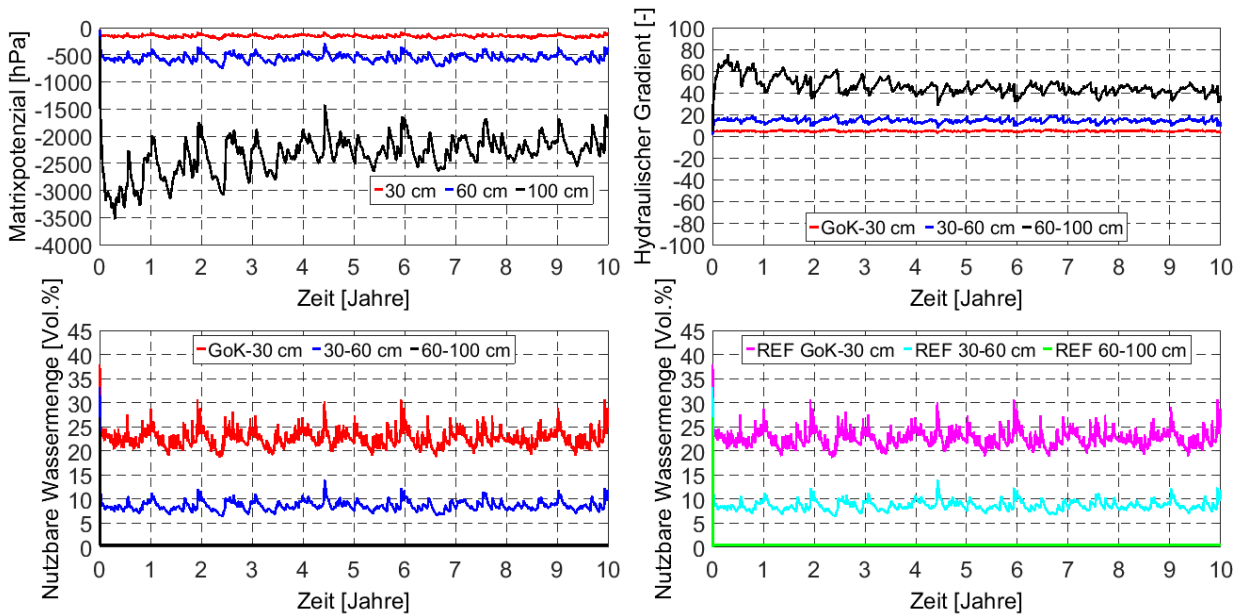 Matrixpotenzial [hPa]
0
-500
-1000
-1500
-2000
-2500
-3000
-3500
-4000
30 cm 60 cm 100 cm
0 1 2 3 4 5 6 7 8 9 10
Zeit [Jahre]
Hydraulischer Gradient [-]
100
80
60
40
20
0
-20
-40
-60
-80
-100
GoK-30 cm 30-60 cm 60-100 cm
0 1 2 3 4 5 6 7 8 9 10
Zeit [Jahre]
Nutzbare Wassermenge [Vol.%]
45
40
35
30
25
20
15
10
5
0
GoK-30 cm 30-60 cm 60-100 cm
0 1 2 3 4 5 6 7 8 9 10
Zeit [Jahre]
Nutzbare Wassermenge [Vol.%]
45
40
35
30
25
20
15
10
5
0
REF GoK-30 cm REF 30-60 cm REF 60-100 cm
0 1 2 3 4 5 6 7 8 9 10
Zeit [Jahre]